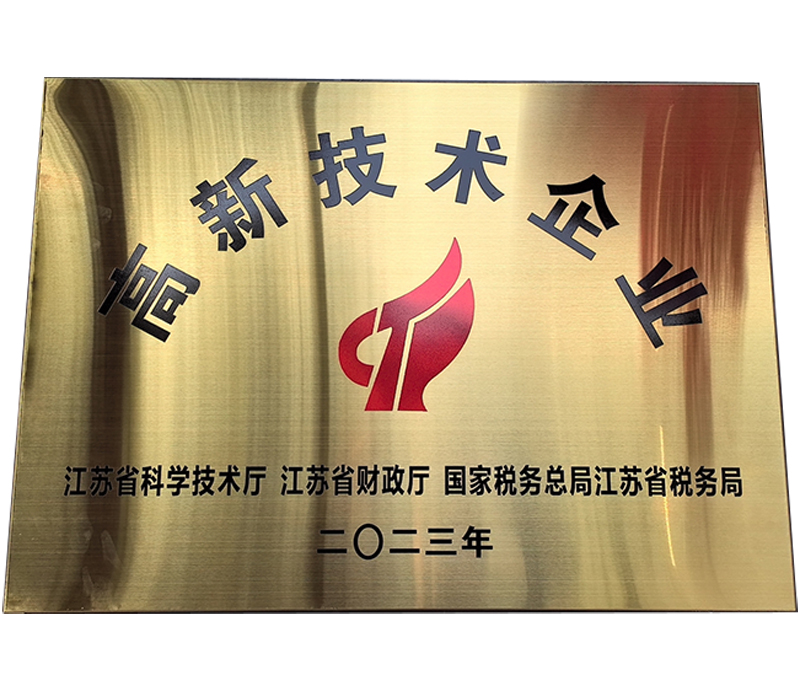 高新技术企业
江苏省科学技术厅 江苏省财政厅 国家税务总局江苏省税务局
二〇二三年